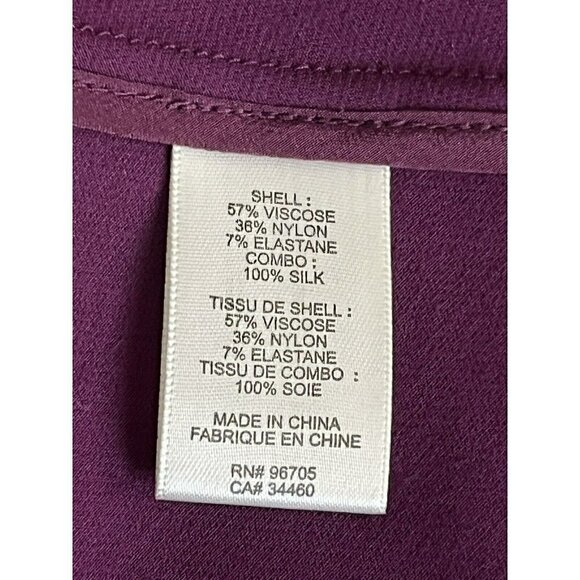 SHELL :
57% VISCOSE
36% NYLON
7% ELASTANE
COMBO :
100% SILK
TISSU DE SHELL :
57% VISCOSE
36% NYLON
7% ELASTANE
TISSU DE COMBO :
100% SOIE
MADE IN CHINA
FABRIQUE EN CHINE
RN# 96705
CA# 34460